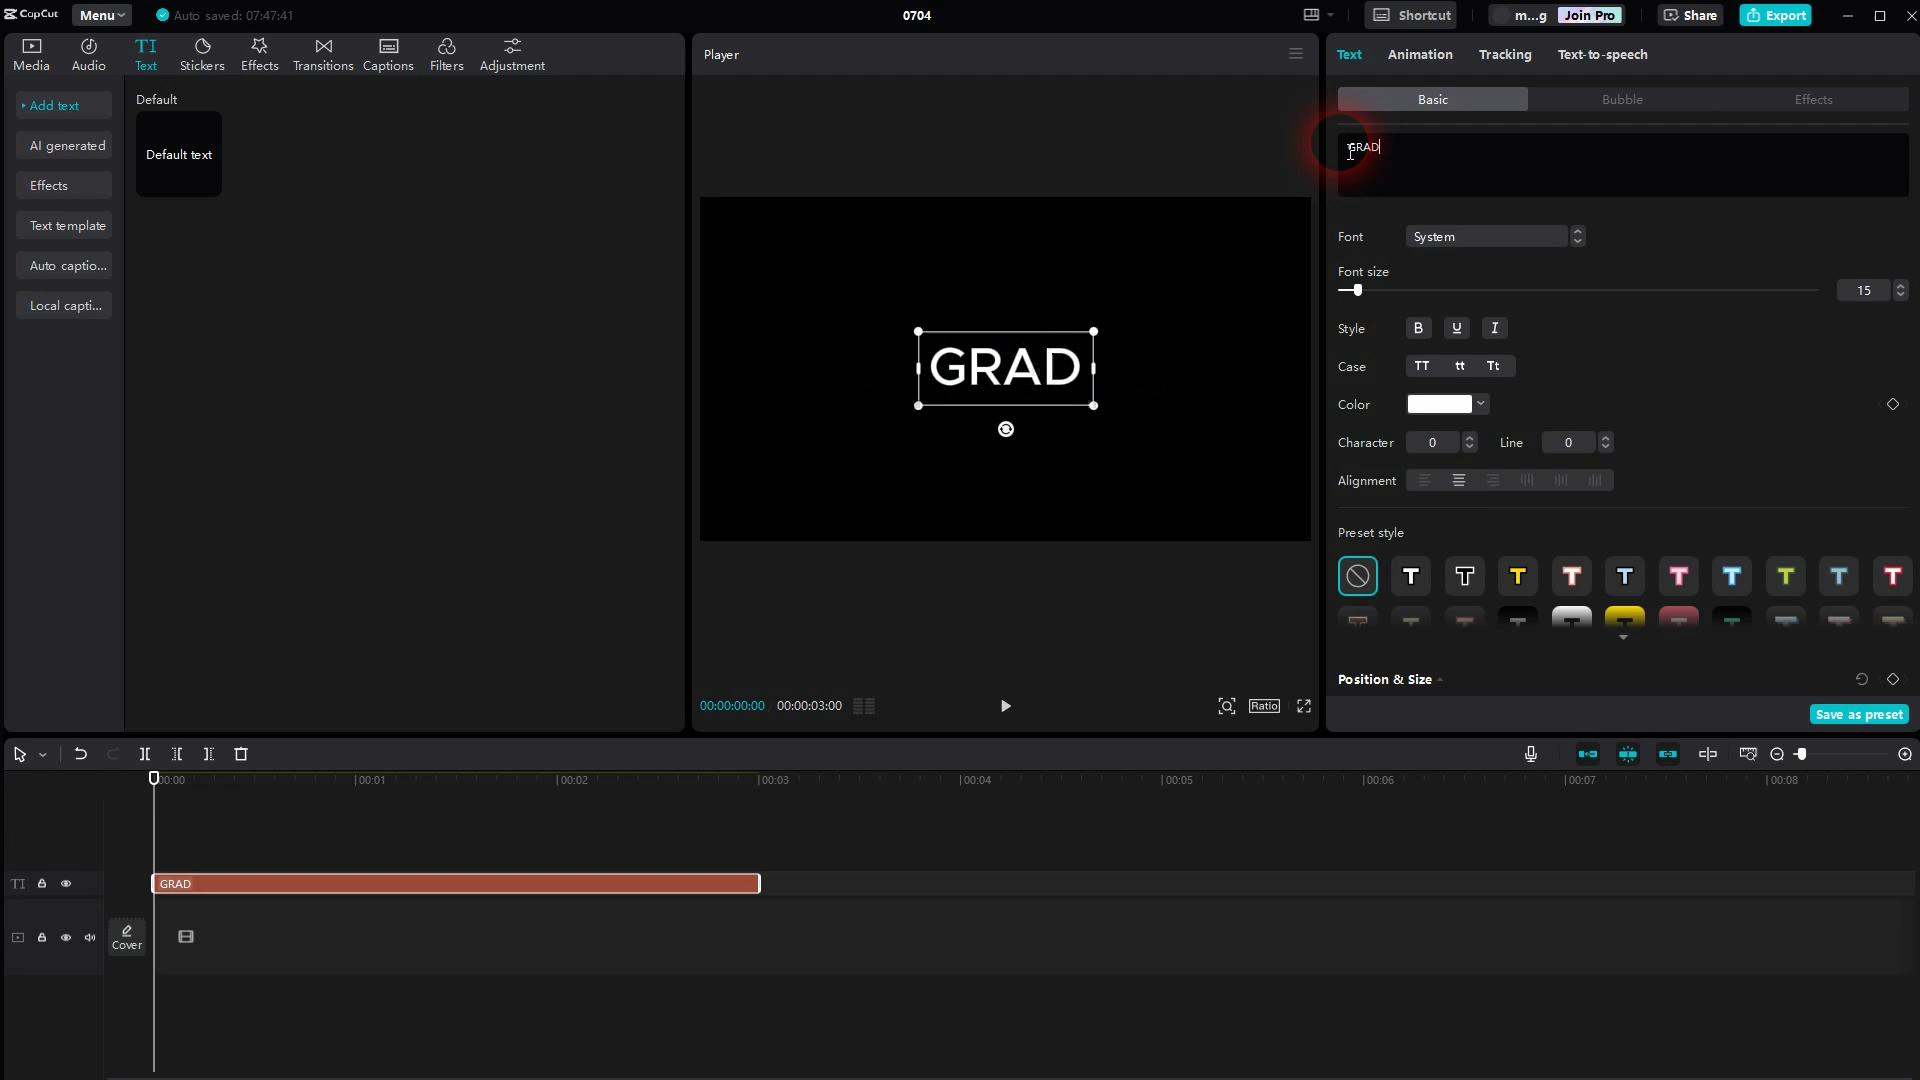 CapCut
Menu
Auto saved: 07:47:41
0704
Shortcut
m...g
Join Pro
Share
Export
Media
Audio
TI
Text
Stickers
Effects
Transitions
Captions
Filters
Adjustment
Add text
AI generated
Effects
Text template
Auto captio...
Local capti...
Default
Default text
Player
GRAD
00:00:00:00
00:00:03:00
Ratio
Text
Animation
Tracking
Text-to-speech
Basic
Bubble
Effects
GRAD
Font
System
Font size
15
Style
B
U
I
Case
TT
tt
Tt
Color
Character
0
Line
0
Alignment
Preset style
T T T T T T T T T T
Position & Size
Save as preset
00:00
00:01
00:02
00:03
00:04
00:05
00:06
00:07
00:08
TI
GRAD
Cover